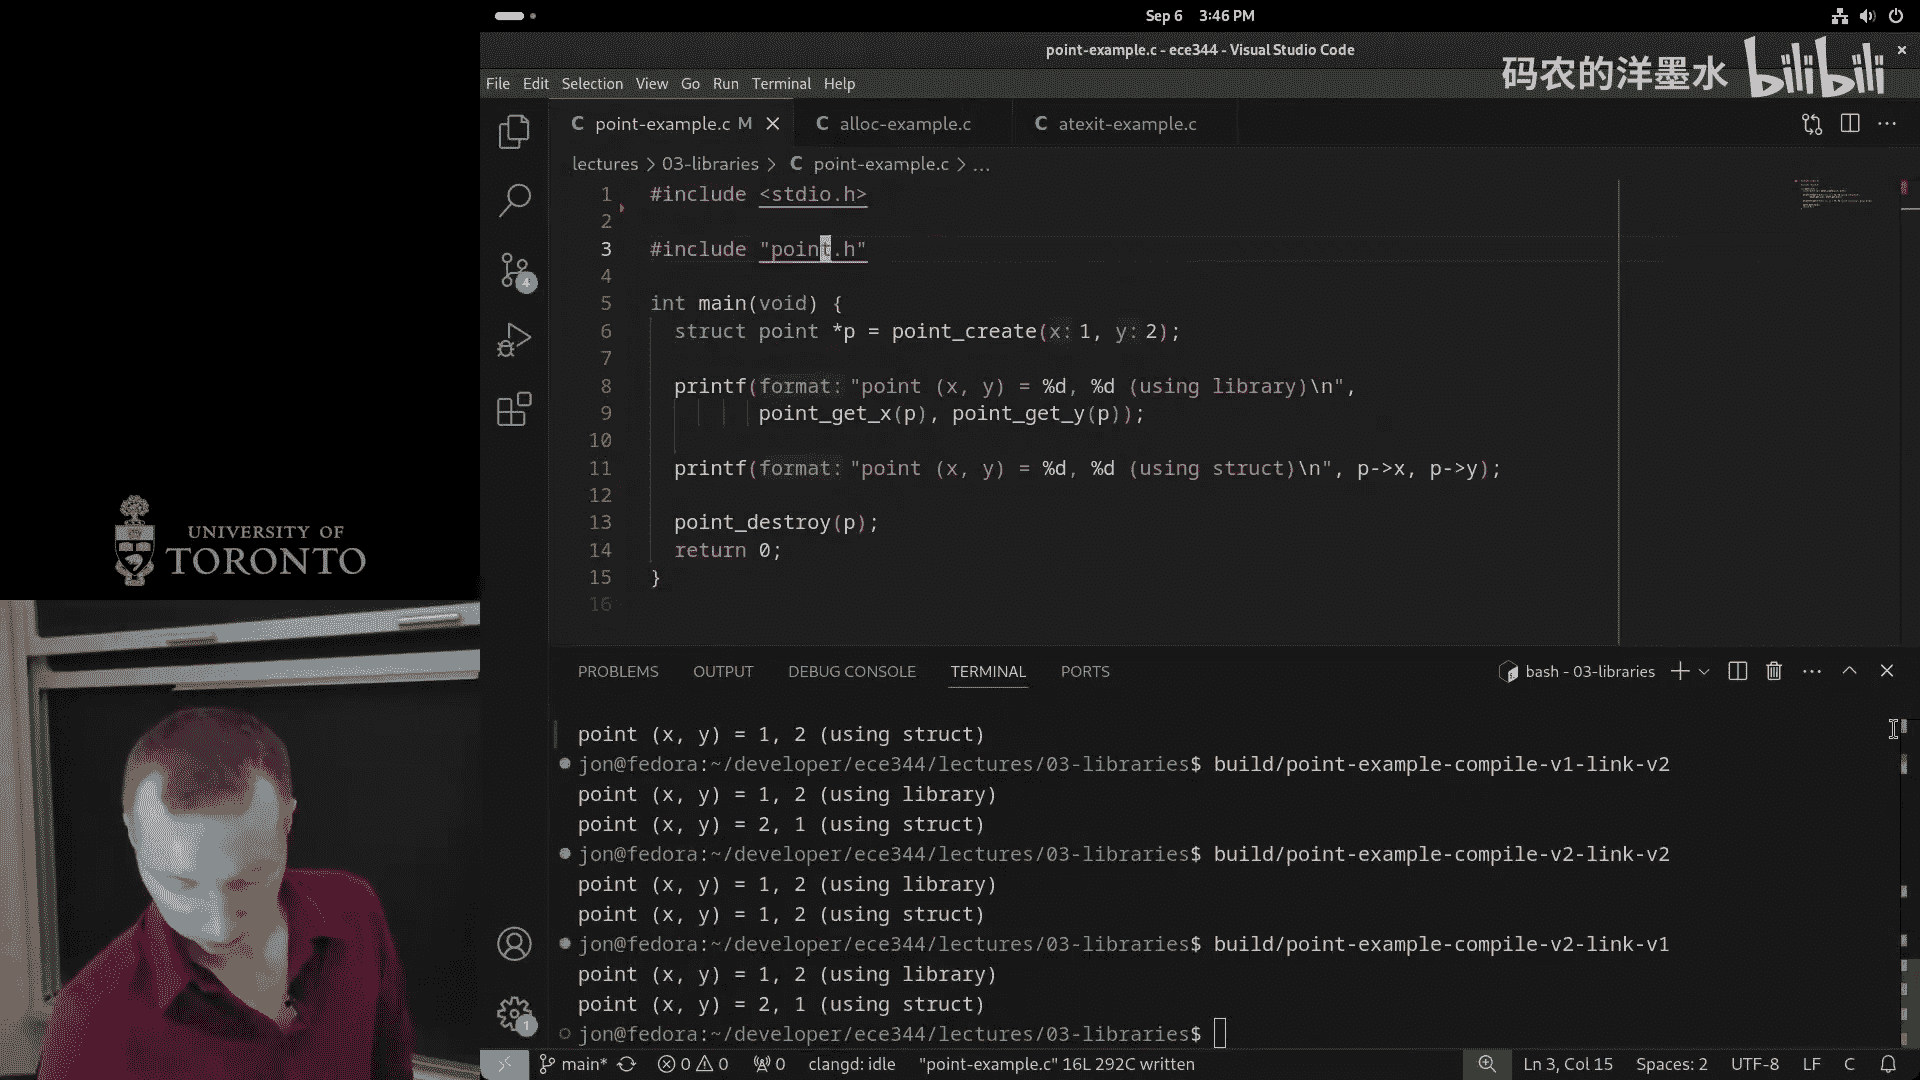 Sep 6 3:46 PM
point-example.c - ece344 - Visual Studio Code
码农的洋墨水 bilibili
File Edit Selection View Go Run Terminal Help
C point-example.c M C alloc-example.c C atexit-example.c
lectures > 03-libraries > C point-example.c > ...
1 #include <stdio.h>
2
3 #include "point.h"
4
5 int main(void) {
6 struct point *p = point_create(x: 1, y: 2);
7
8 printf(format: "point (x, y) = %d, %d (using library)\n",
9 point_get_x(p), point_get_y(p));
10
11 printf(format: "point (x, y) = %d, %d (using struct)\n", p->x, p->y);
12
13 point_destroy(p);
14 return 0;
15 }
16
4
UNIVERSITY OF
TORONTO
PROBLEMS OUTPUT DEBUG CONSOLE TERMINAL PORTS bash - 03-libraries
point (x, y) = 1, 2 (using struct)
jon@fedora:~/developer/ece344/lectures/03-libraries$ build/point-example-compile-v1-link-v2
point (x, y) = 1, 2 (using library)
point (x, y) = 2, 1 (using struct)
jon@fedora:~/developer/ece344/lectures/03-libraries$ build/point-example-compile-v2-link-v2
point (x, y) = 1, 2 (using library)
point (x, y) = 1, 2 (using struct)
jon@fedora:~/developer/ece344/lectures/03-libraries$ build/point-example-compile-v2-link-v1
point (x, y) = 1, 2 (using library)
point (x, y) = 2, 1 (using struct)
jon@fedora:~/developer/ece344/lectures/03-libraries$
1
main* 0 0 0 clangd: idle "point-example.c" 16L 292C written Ln 3, Col 15 Spaces: 2 UTF-8 LF C